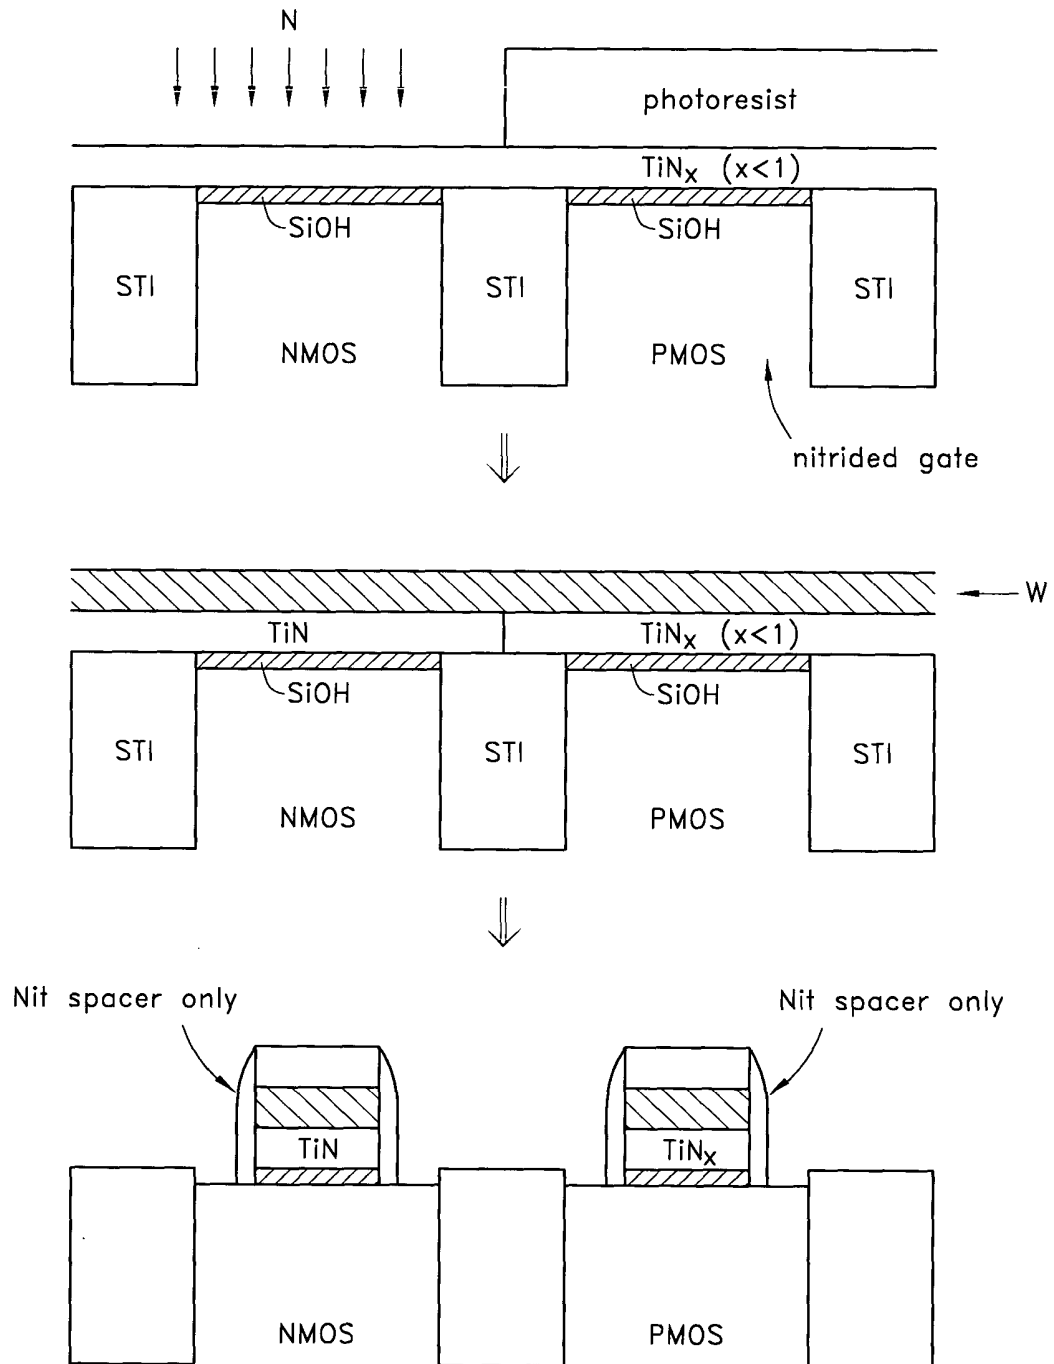 N
photoresist
TiNx (x<1)
SiOH
SiOH
STI
STI
STI
NMOS
PMOS
nitrided gate
W
TiN
TiNx (x<1)
SiOH
SiOH
STI
STI
STI
NMOS
PMOS
Nit spacer only
Nit spacer only
TiN
TiNx
NMOS
PMOS